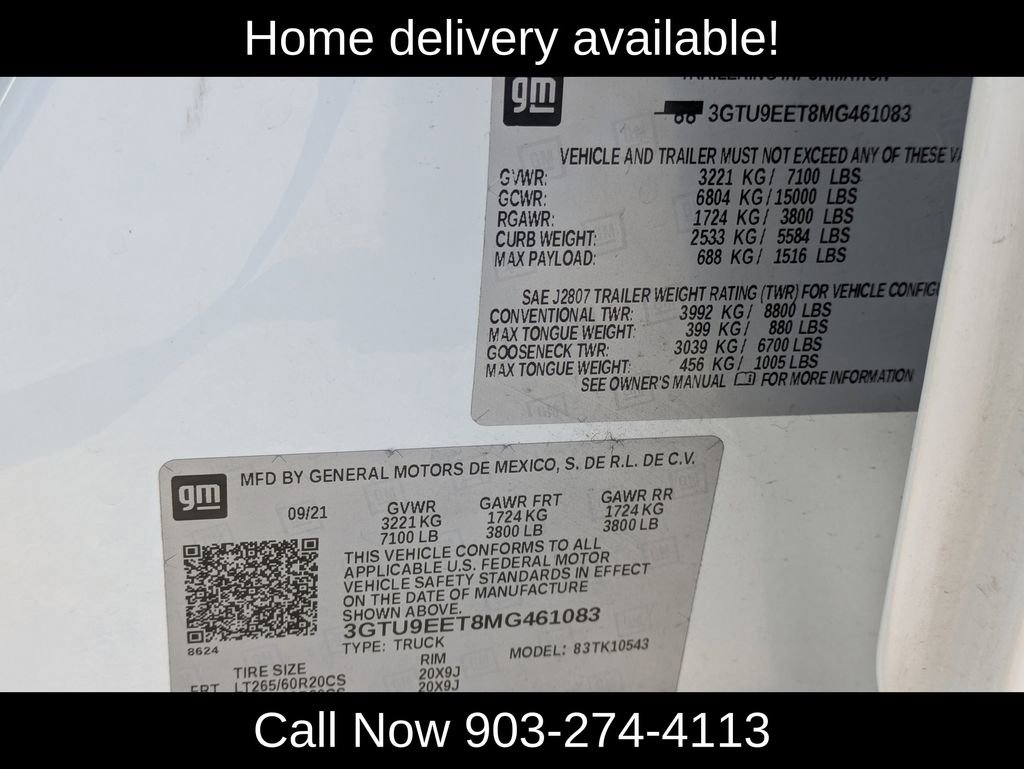 Home delivery available!
TRAILERING INFORMATION
gm
3GTU9EET8MG461083
VEHICLE AND TRAILER MUST NOT EXCEED ANY OF THESE
GVWR: 3221 KG/ 7100 LBS
GCWR: 6804 KG/15000 LBS
RGAWR: 1724 KG/ 3800 LBS
CURB WEIGHT: 2533 KG/ 5584 LBS
MAX PAYLOAD: 688 KG/ 1516 LBS
SAE J2807 TRAILER WEIGHT RATING (TWR) FOR VEHICLE
CONVENTIONAL TWR: 3992 KG/ 8800 LBS
MAX TONGUE WEIGHT: 399 KG/ 880 LBS
GOOSENECK TWR: 3039 KG/ 6700 LBS
MAX TONGUE WEIGHT: 456 KG/ 1005 LBS
SEE OWNER'S MANUAL FOR MORE INFORMATION
gm
MFD BY GENERAL MOTORS DE MEXICO, S. DE R.L. DE C.V.
09/21 GVWR GAWR FRT GAWR RR
3221 KG 1724 KG 1724 KG
7100 LB 3800 LB 3800 LB
THIS VEHICLE CONFORMS TO ALL
APPLICABLE U.S. FEDERAL MOTOR
VEHICLE SAFETY STANDARDS IN EFFECT
ON THE DATE OF MANUFACTURE
SHOWN ABOVE.
3GTU9EET8MG461083
8624
TYPE: TRUCK MODEL: 83TK10543
TIRE SIZE RIM
FRT LT265/60R20CS 20X9J
20X9J
Call Now 903-274-4113